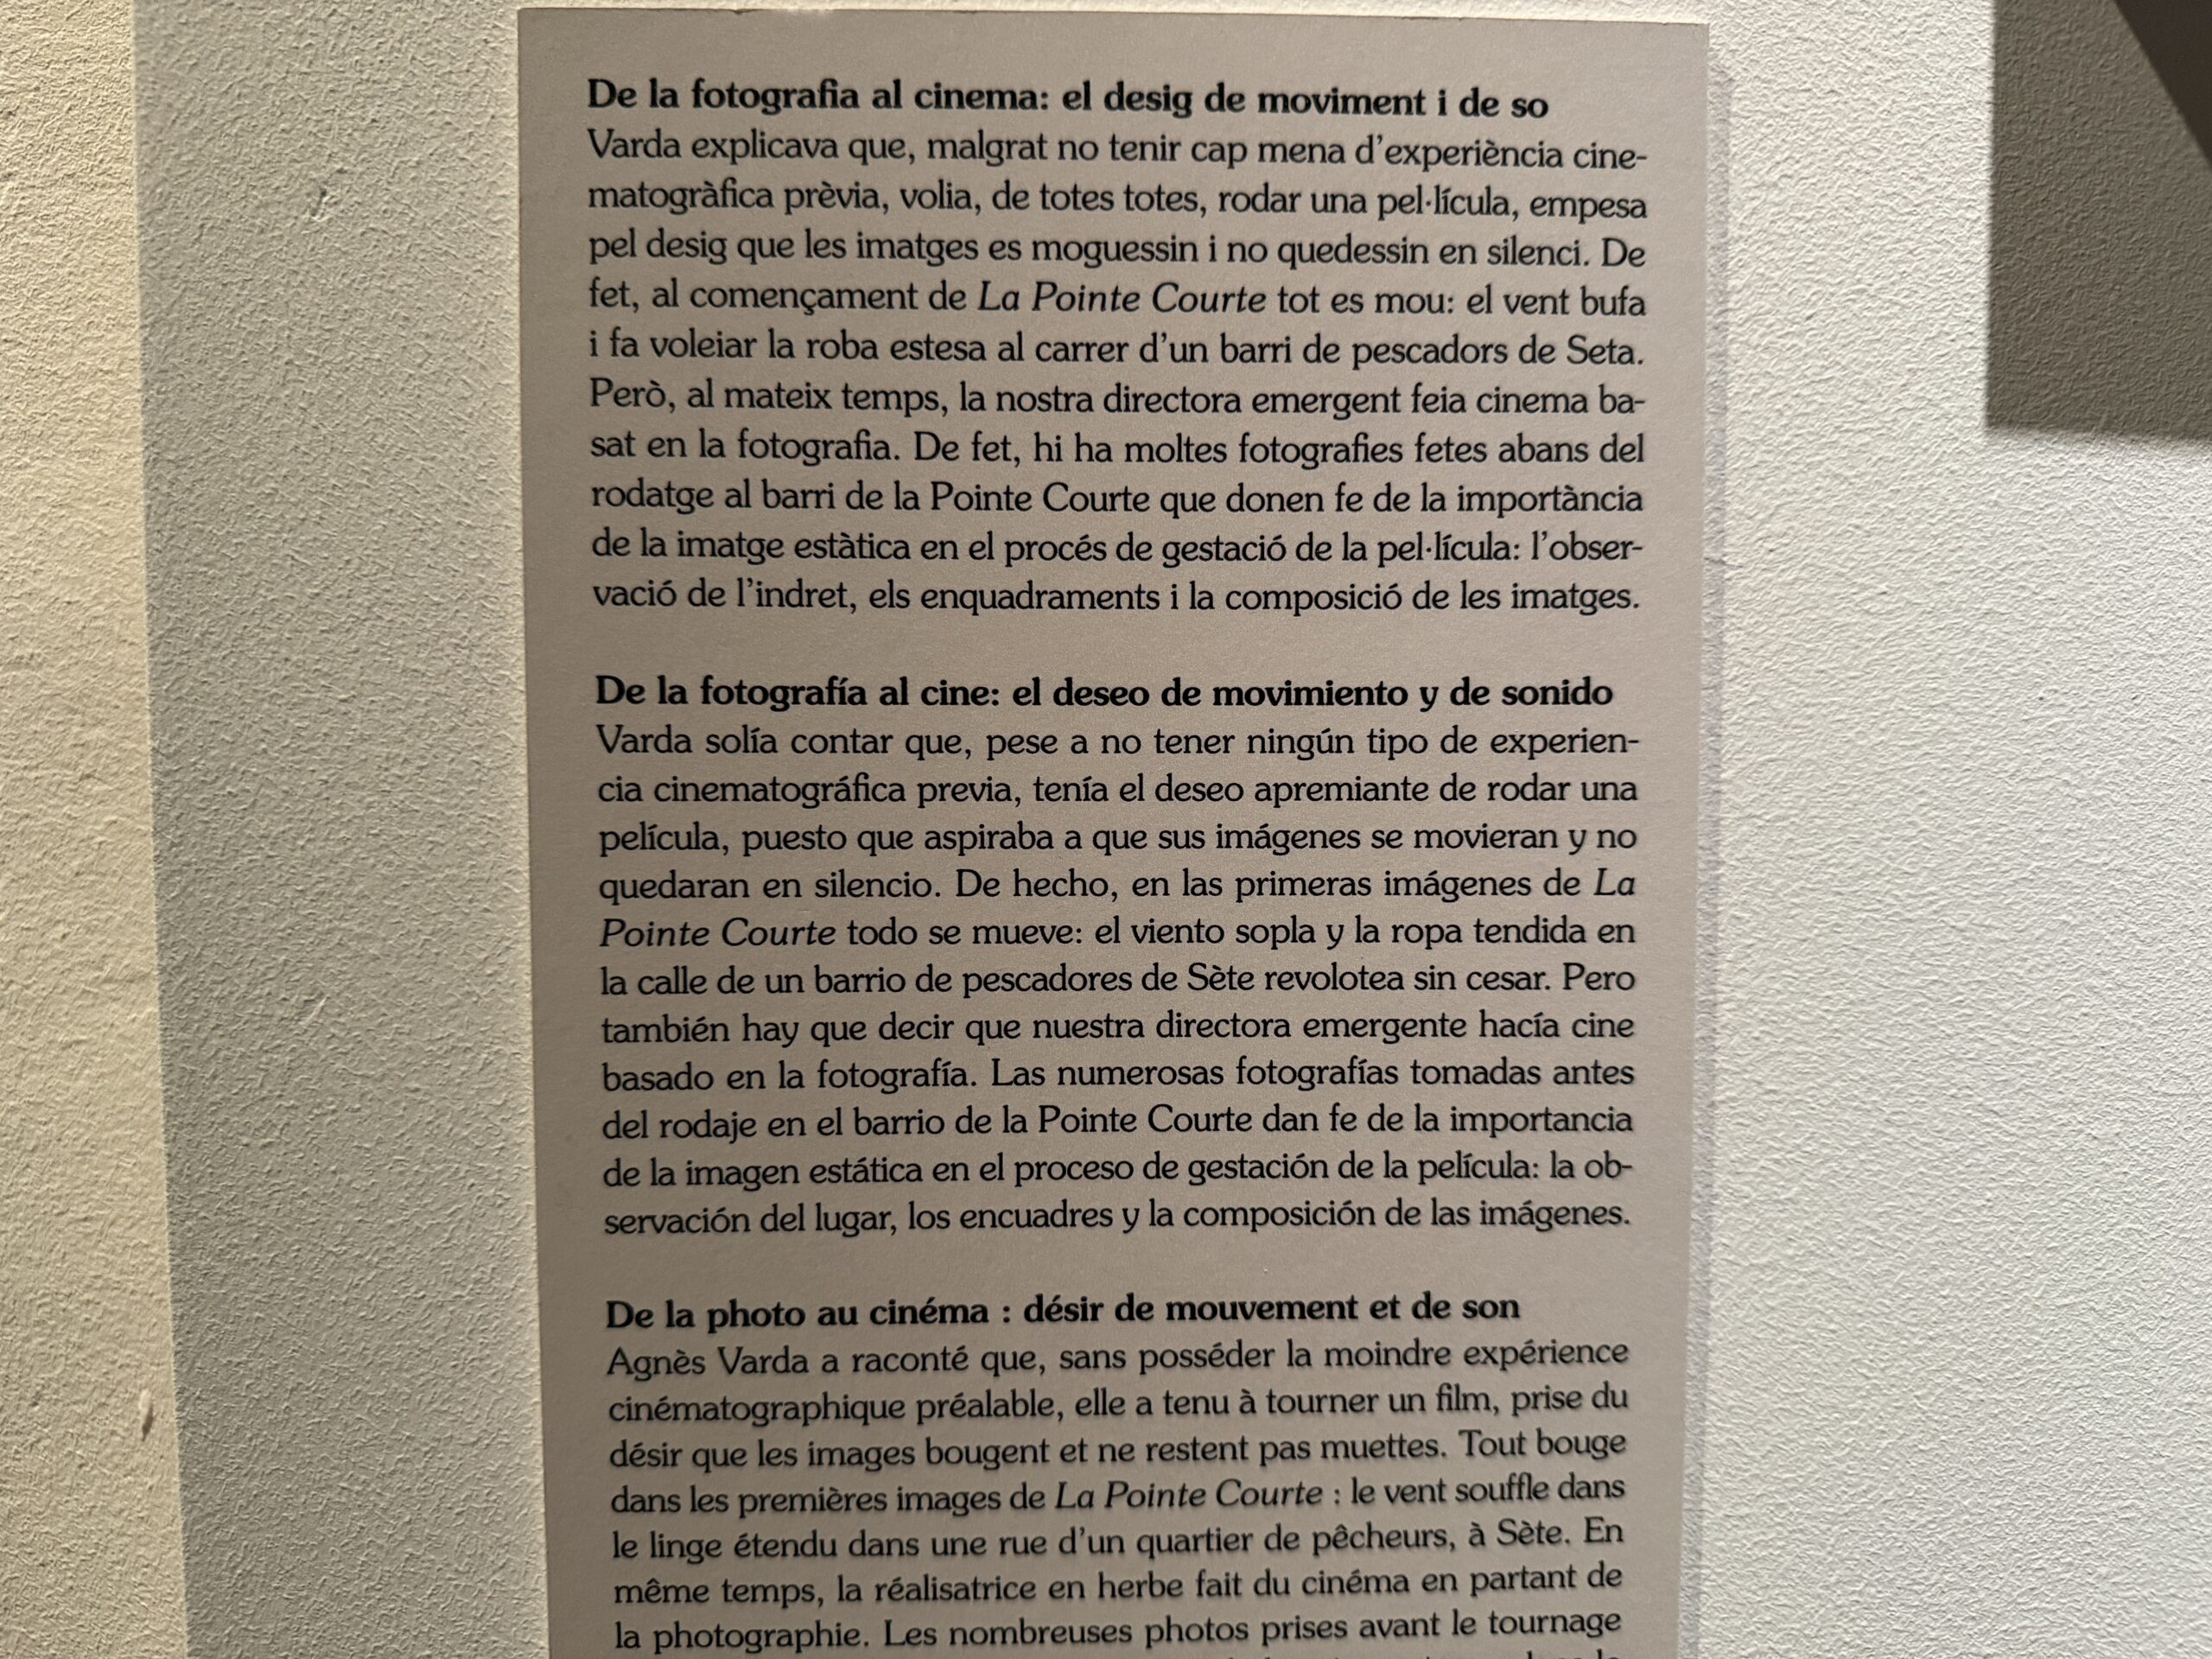 De la fotografia al cinema: el desig de moviment i de so
Varda explicava que, malgrat no tenir cap mena d'experiència cine-
matogràfica prèvia, volia, de totes totes, rodar una pel·lícula, empesa
pel desig que les imatges es moguessin i no quedessin en silenci. De
fet, al començament de La Pointe Courte tot es mou: el vent bufa
i fa voleiar la roba estesa al carrer d'un barri de pescadors de Seta.
Però, al mateix temps, la nostra directora emergent feia cinema ba-
sat en la fotografia. De fet, hi ha moltes fotografies fetes abans del
rodatge al barri de la Pointe Courte que donen fe de la importància
de la imatge estàtica en el procés de gestació de la pel·lícula: l'obser-
vació de l'indret, els enquadraments i la composició de les imatges.
De la fotografía al cine: el deseo de movimiento y de sonido
Varda solía contar que, pese a no tener ningún tipo de experien-
cia cinematográfica previa, tenía el deseo apremiante de rodar una
película, puesto que aspiraba a que sus imágenes se movieran y no
quedaran en silencio. De hecho, en las primeras imágenes de La
Pointe Courte todo se mueve: el viento sopla y la ropa tendida en
la calle de un barrio de pescadores de Sète revolotea sin cesar. Pero
también hay que decir que nuestra directora emergente hacía cine
basado en la fotografía. Las numerosas fotografías tomadas antes
del rodaje en el barrio de la Pointe Courte dan fe de la importancia
de la imagen estática en el proceso de gestación de la película: la ob-
servación del lugar, los encuadres y la composición de las imágenes.
De la photo au cinéma : désir de mouvement et de son
Agnès Varda a raconté que, sans posséder la moindre expérience
cinématographique préalable, elle a tenu à tourner un film, prise du
désir que les images bougent et ne restent pas muettes. Tout bouge
dans les premières images de La Pointe Courte : le vent souffle dans
le linge étendu dans une rue d'un quartier de pêcheurs, à Sète. En
même temps, la réalisatrice en herbe fait du cinéma en partant de
la photographie. Les nombreuses photos prises avant le tournage